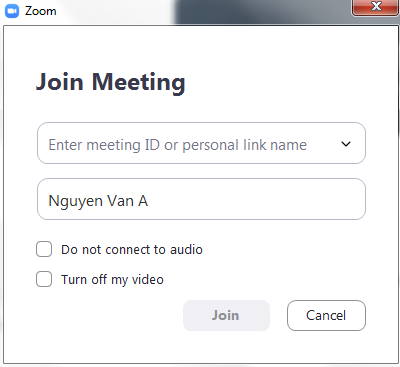 Zoom
Join Meeting
Enter meeting ID or personal link name
Nguyen Van A
Do not connect to audio
Turn off my video
Join Cancel